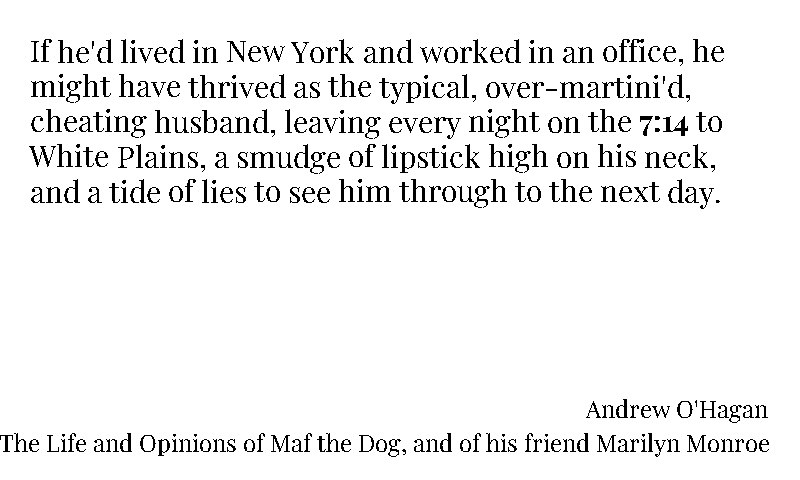 If he'd lived in New York and worked in an office, he
might have thrived as the typical, over-martini'd,
cheating husband, leaving every night on the 7:14 to
White Plains, a smudge of lipstick high on his neck,
and a tide of lies to see him through to the next day.
Andrew O'Hagan
The Life and Opinions of Maf the Dog, and of his friend Marilyn Monroe